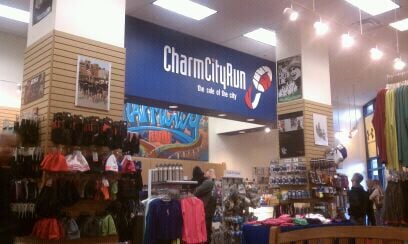 CharmCityRun
the sole of the city